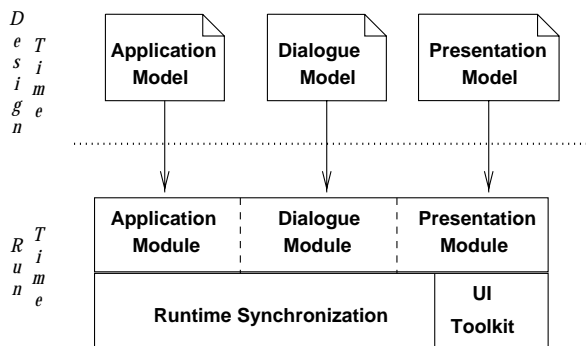 Design
Time
Application
Model
Dialogue
Model
Presentation
Model
Run
Time
Application
Module
Dialogue
Module
Presentation
Module
Runtime Synchronization
UI
Toolkit